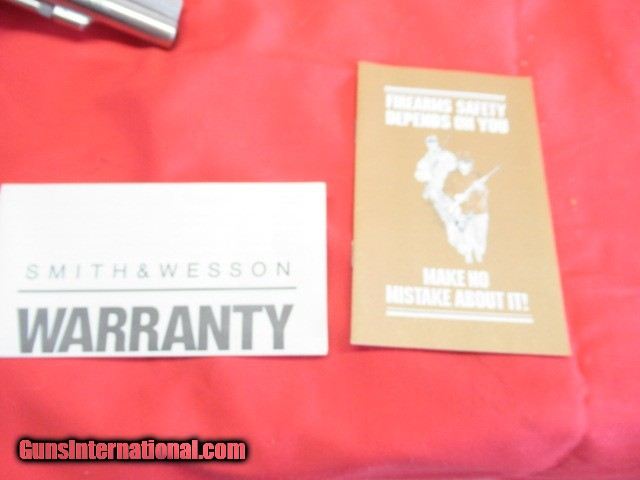 SMITH & WESSON
WARRANTY
FIREARMS SAFETY
DEPENDS ON YOU
MAKE NO
MISTAKE ABOUT IT!
GunsInternational.com